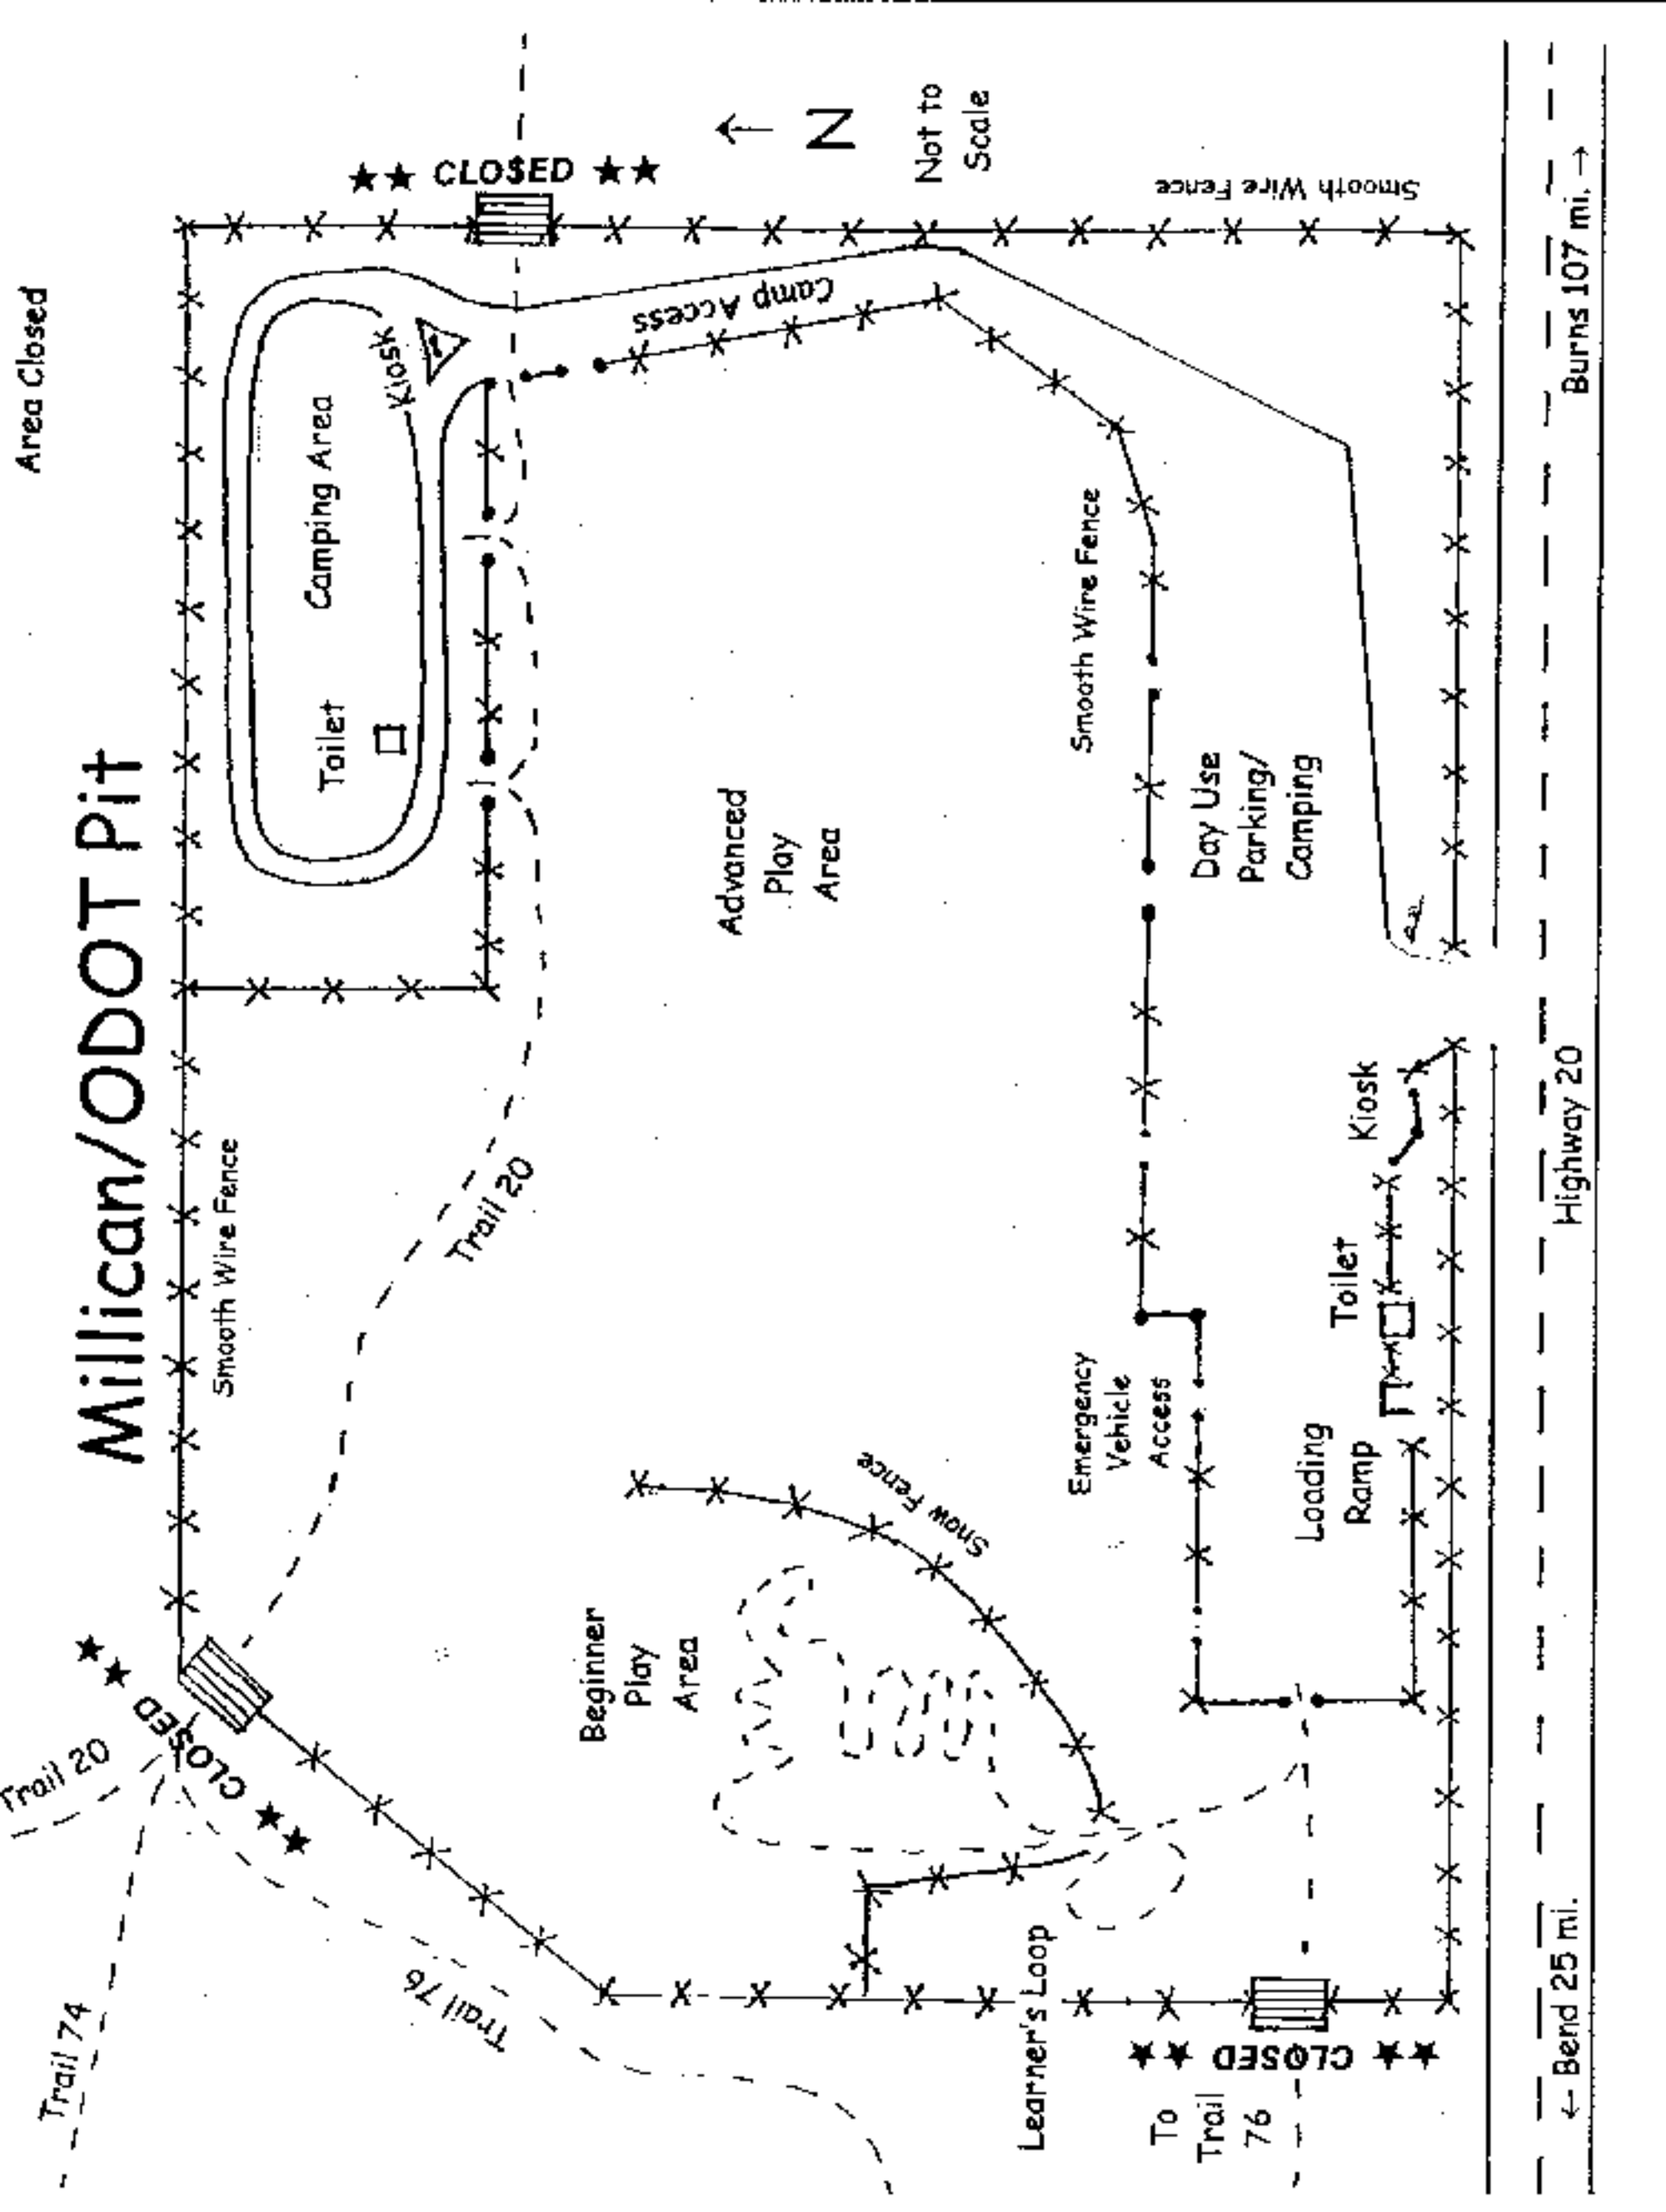 Millican/ODOT Pit
Area Closed
Trail 20
Trail 74
CLOSED
Trail 76
Smooth Wire Fence
Trail 20
Toilet
Camping Area
Kiosk
CLOSED
Camp Access
N
Not to
Scale
Smooth Wire Fence
Beginner
Play
Area
Advanced
Play
Area
Snow Fence
Learner's Loop
Emergency
Vehicle
Access
Smooth Wire Fence
Day Use
Parking/
Camping
To
Trail
76
CLOSED
Loading
Ramp
Toilet
Kiosk
← Bend 25 mi.
Highway 20
Burns 107 mi. →